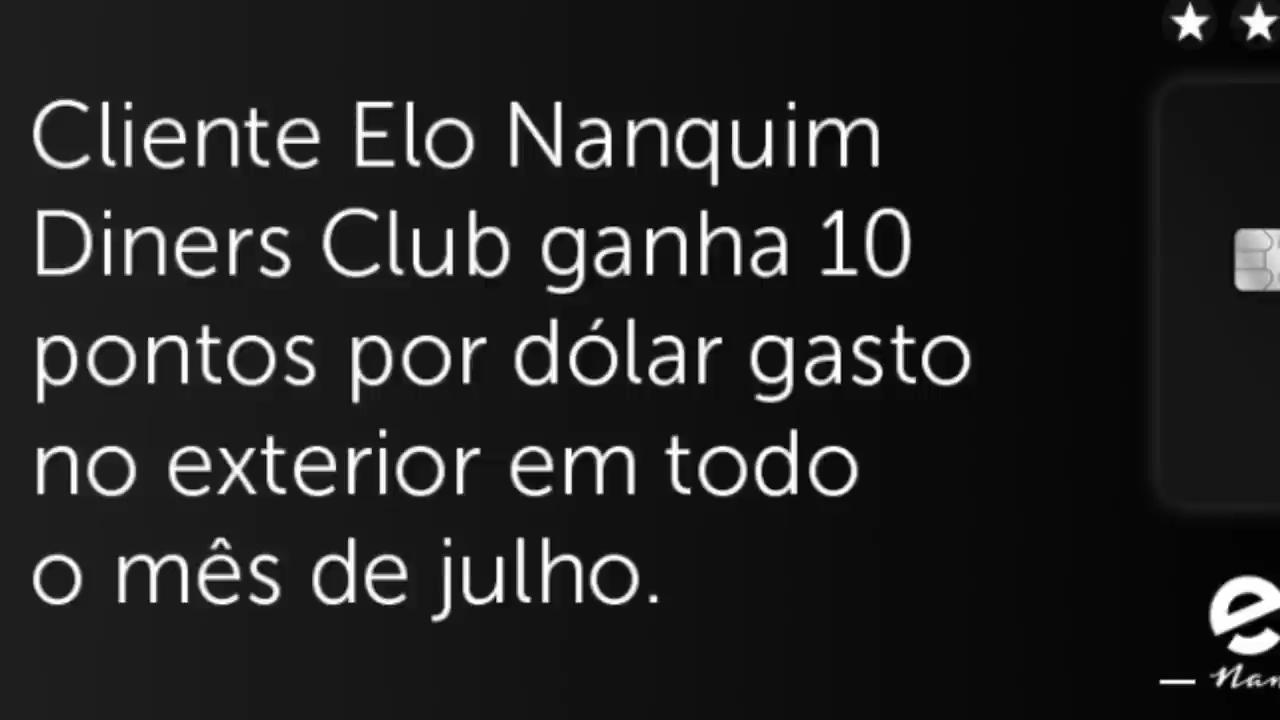 Cliente Elo Nanquim
Diners Club ganha 10
pontos por dólar gasto
no exterior em todo
o mês de julho.